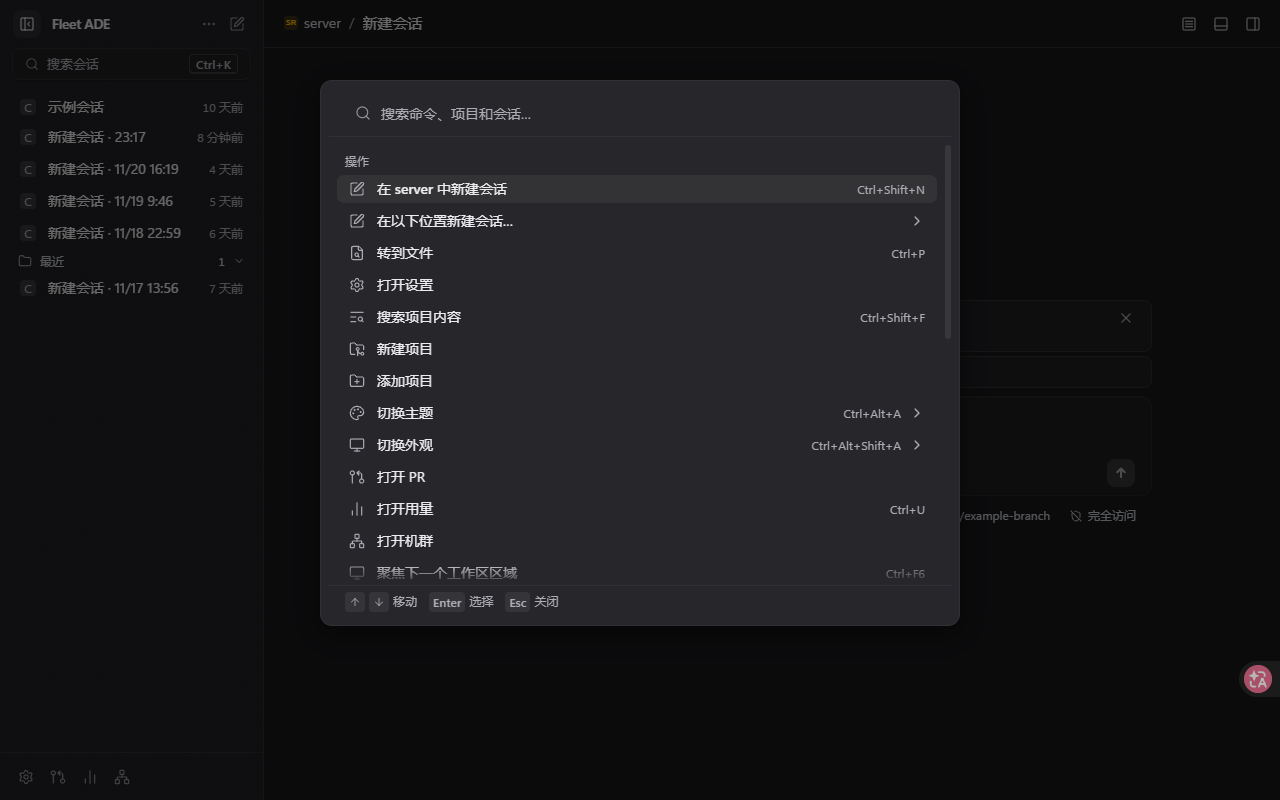 Fleet ADE
搜索会话 Ctrl+K
C 示例会话 10 天前
C 新建会话 · 23:17 8 分钟前
C 新建会话 · 11/20 16:19 4 天前
C 新建会话 · 11/19 9:46 5 天前
C 新建会话 · 11/18 22:59 6 天前
最近 1
C 新建会话 · 11/17 13:56 7 天前
SR server / 新建会话
搜索命令、项目和会话...
操作
在 server 中新建会话 Ctrl+Shift+N
在以下位置新建会话...
转到文件 Ctrl+P
打开设置
搜索项目内容 Ctrl+Shift+F
新建项目
添加项目
切换主题 Ctrl+Alt+A
切换外观 Ctrl+Alt+Shift+A
打开 PR
打开用量 Ctrl+U
打开机群
聚焦下一个工作区区域 Ctrl+F6
↑ ↓ 移动 Enter 选择 Esc 关闭
/example-branch 完全访问